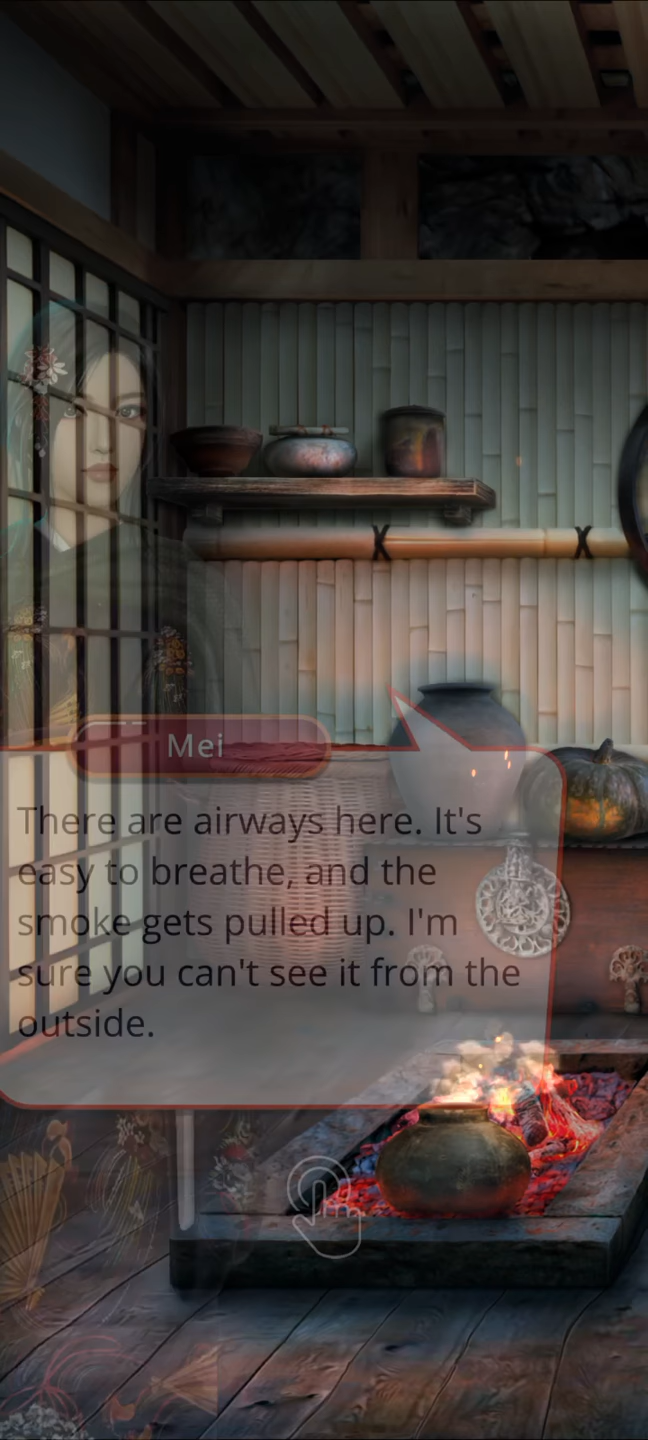 Mei
There are airways here. It's
easy to breathe, and the
smoke gets pulled up. I'm
sure you can't see it from the
outside.